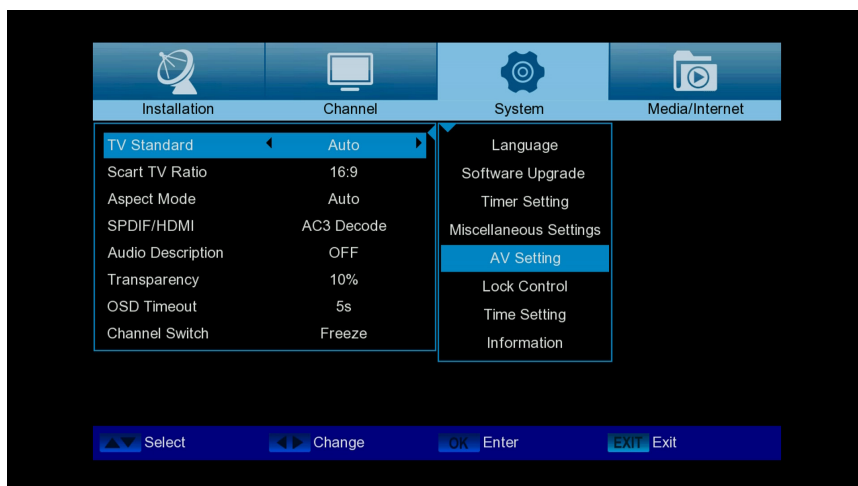 Installation Channel System Media/Internet
TV Standard Auto
Scart TV Ratio 16:9
Aspect Mode Auto
SPDIF/HDMI AC3 Decode
Audio Description OFF
Transparency 10%
OSD Timeout 5s
Channel Switch Freeze
Language
Software Upgrade
Timer Setting
Miscellaneous Settings
AV Setting
Lock Control
Time Setting
Information
Select Change OK Enter EXIT Exit